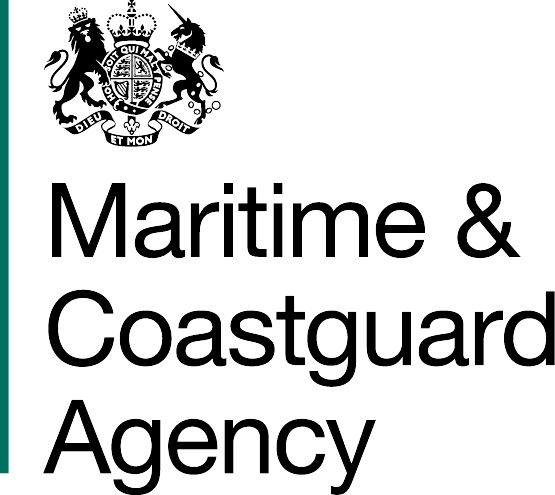 HONI SOIT QUI MAL Y PENSE
DIEU ET MON DROIT
Maritime &
Coastguard
Agency